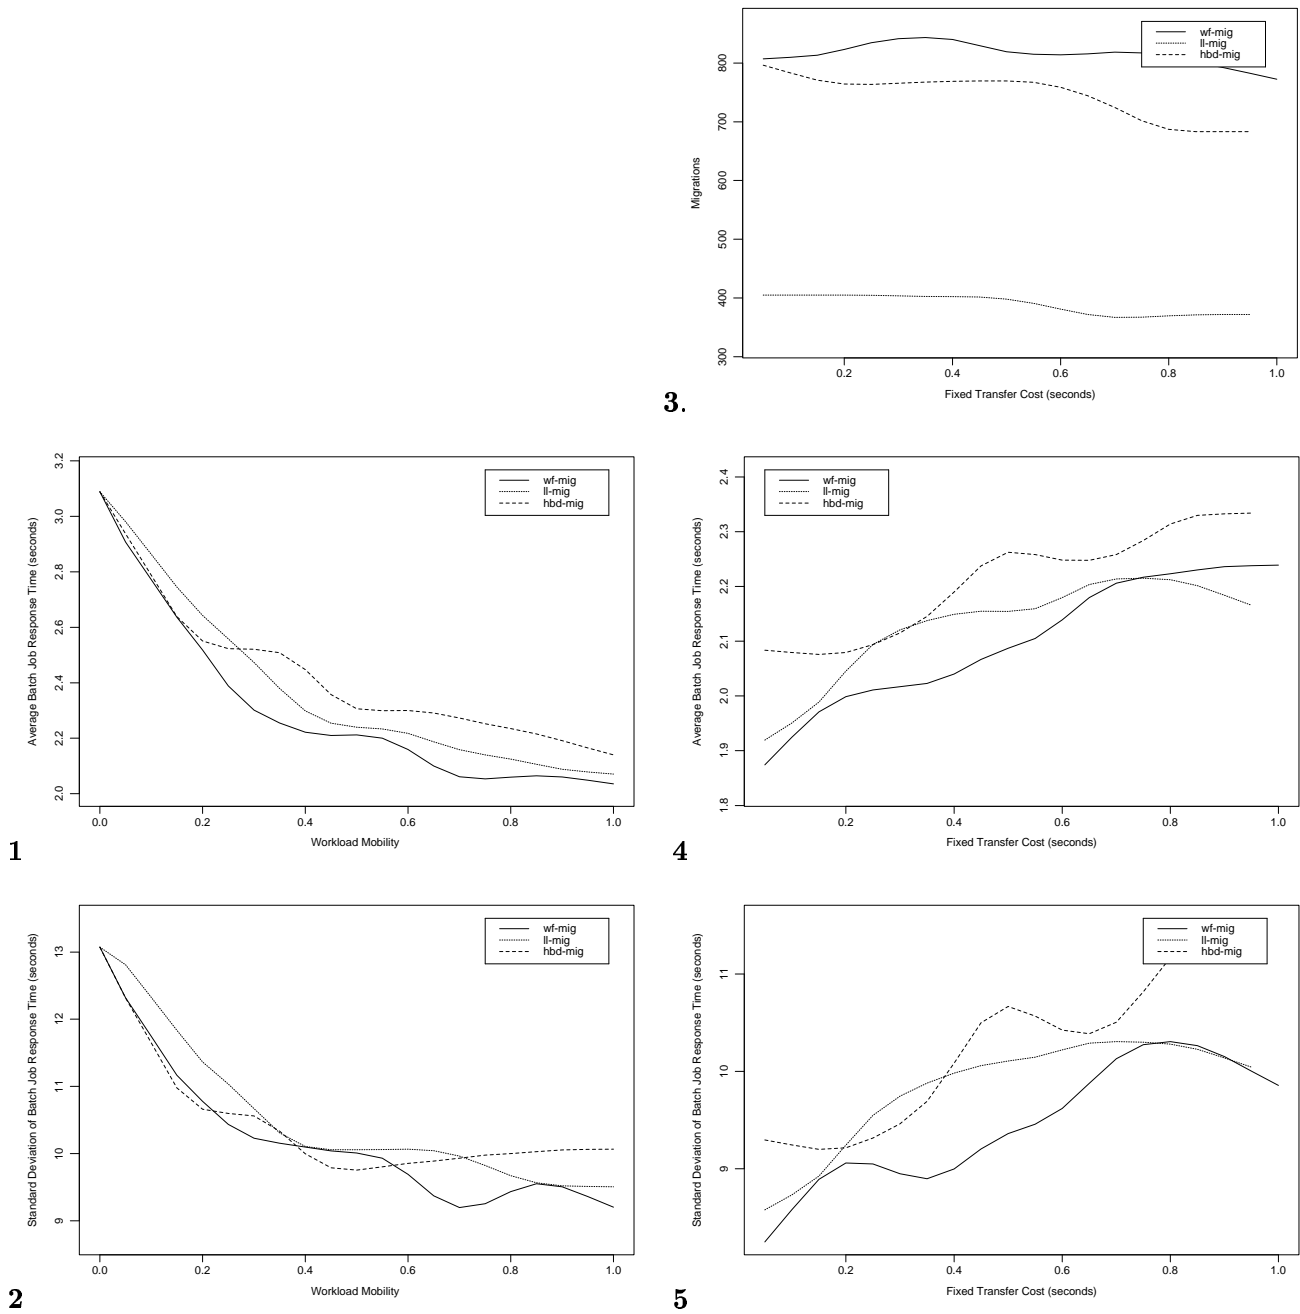 wf-mig
ll-mig
hbd-mig
Migrations
300 400 500 600 700 800
0.2 0.4 0.6 0.8 1.0
Fixed Transfer Cost (seconds)
3.
wf-mig
ll-mig
hbd-mig
Average Batch Job Response Time (seconds)
2.0 2.2 2.4 2.6 2.8 3.0 3.2
0.0 0.2 0.4 0.6 0.8 1.0
Workload Mobility
1
wf-mig
ll-mig
hbd-mig
Average Batch Job Response Time (seconds)
1.8 1.9 2.0 2.1 2.2 2.3 2.4
0.2 0.4 0.6 0.8 1.0
Fixed Transfer Cost (seconds)
4
wf-mig
ll-mig
hbd-mig
Standard Deviation of Batch Job Response Time (seconds)
9 10 11 12 13
0.0 0.2 0.4 0.6 0.8 1.0
Workload Mobility
2
wf-mig
ll-mig
hbd-mig
Standard Deviation of Batch Job Response Time (seconds)
9 10 11
0.2 0.4 0.6 0.8 1.0
Fixed Transfer Cost (seconds)
5